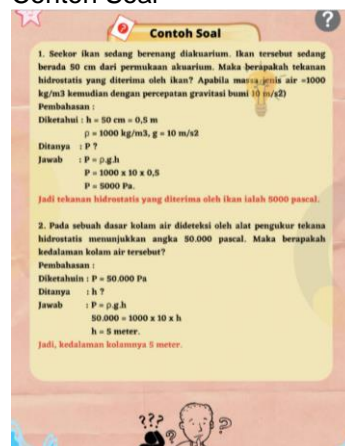 Contoh Soal
?
Contoh Soal
1. Seekor ikan sedang berenang diakuarium. Ikan tersebut sedang
berada 50 cm dari permukaan akuarium. Maka berapakah tekanan
hidrostatis yang diterima oleh ikan? Apabila massa jenis air =1000
kg/m3 kemudian dengan percepatan gravitasi bumi 10 m/s2)
Pembahasan :
Diketahui : h = 50 cm = 0,5 m
ρ = 1000 kg/m3, g = 10 m/s2
Ditanya : P ?
Jawab : P = ρ.g.h
P = 1000 x 10 x 0,5
P = 5000 Pa.
Jadi tekanan hidrostatis yang diterima oleh ikan ialah 5000 pascal.
2. Pada sebuah dasar kolam air dideteksi oleh alat pengukur tekana
hidrostatis menunjukkan angka 50.000 pascal. Maka berapakah
kedalaman kolam air tersebut?
Pembahasan :
Diketahuin : P = 50.000 Pa
Ditanya : h ?
Jawab : P = ρ.g.h
50.000 = 1000 x 10 x h
h = 5 meter.
Jadi, kedalaman kolamnya 5 meter.
???
?
?